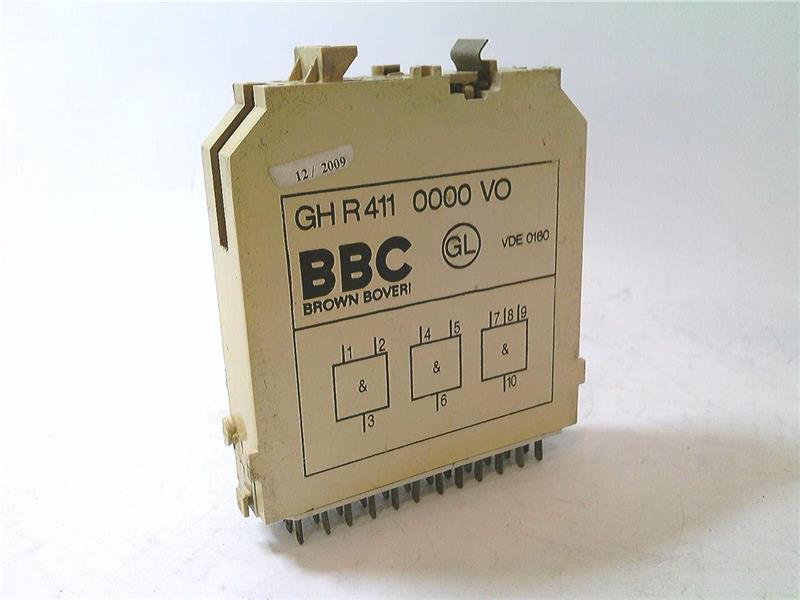 12/ 2009
GH R411 0000 VO
BBC GL VDE 0160
BROWN BOVERI
1 2 4 5 7 8 9
& & &
3 6 10